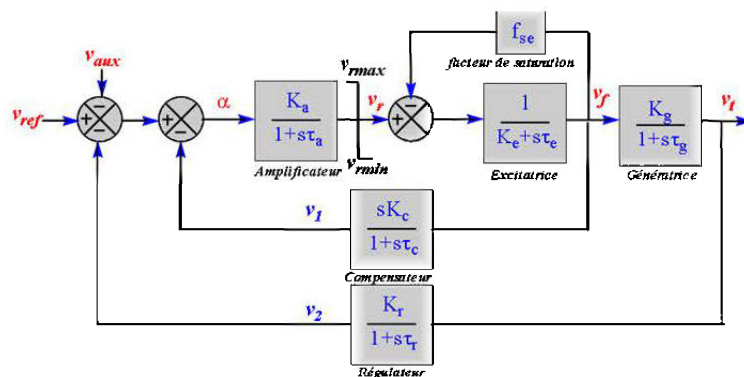 f_se
facteur de saturation
v_aux
v_rmax
α
v_r
v_f
v_t
v_ref
K_a
1+sτ_a
1
K_e+sτ_e
K_g
1+sτ_g
v_rmin
Amplificateur
Excitatrice
Génératrice
v_1
sK_c
1+sτ_c
Compensateur
v_2
K_r
1+sτ_r
Régulateur